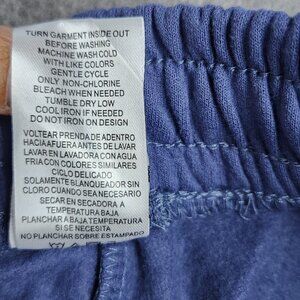 TURN GARMENT INSIDE OUT
BEFORE WASHING
MACHINE WASH COLD
WITH LIKE COLORS
GENTLE CYCLE
ONLY NON-CHLORINE
BLEACH WHEN NEEDED
TUMBLE DRY LOW
COOL IRON IF NEEDED
DO NOT IRON ON DESIGN
VOLTEAR PRENDA DE ADENTRO
HACIA AFUERA ANTES DE LAVAR
LAVAR EN LAVADORA CON AGUA
FRIA CON COLORES SIMILARES
CICLO DELICADO
SOLAMENTE BLANQUEADOR SIN
CLORO CUANDO SEA NECESARIO
SECAR EN SECADORA A
TEMPERATURA BAJA
PLANCHAR A BAJA TEMPERATURA
SI SE NECESITA
NO PLANCHAR SOBRE ESTAMPADO